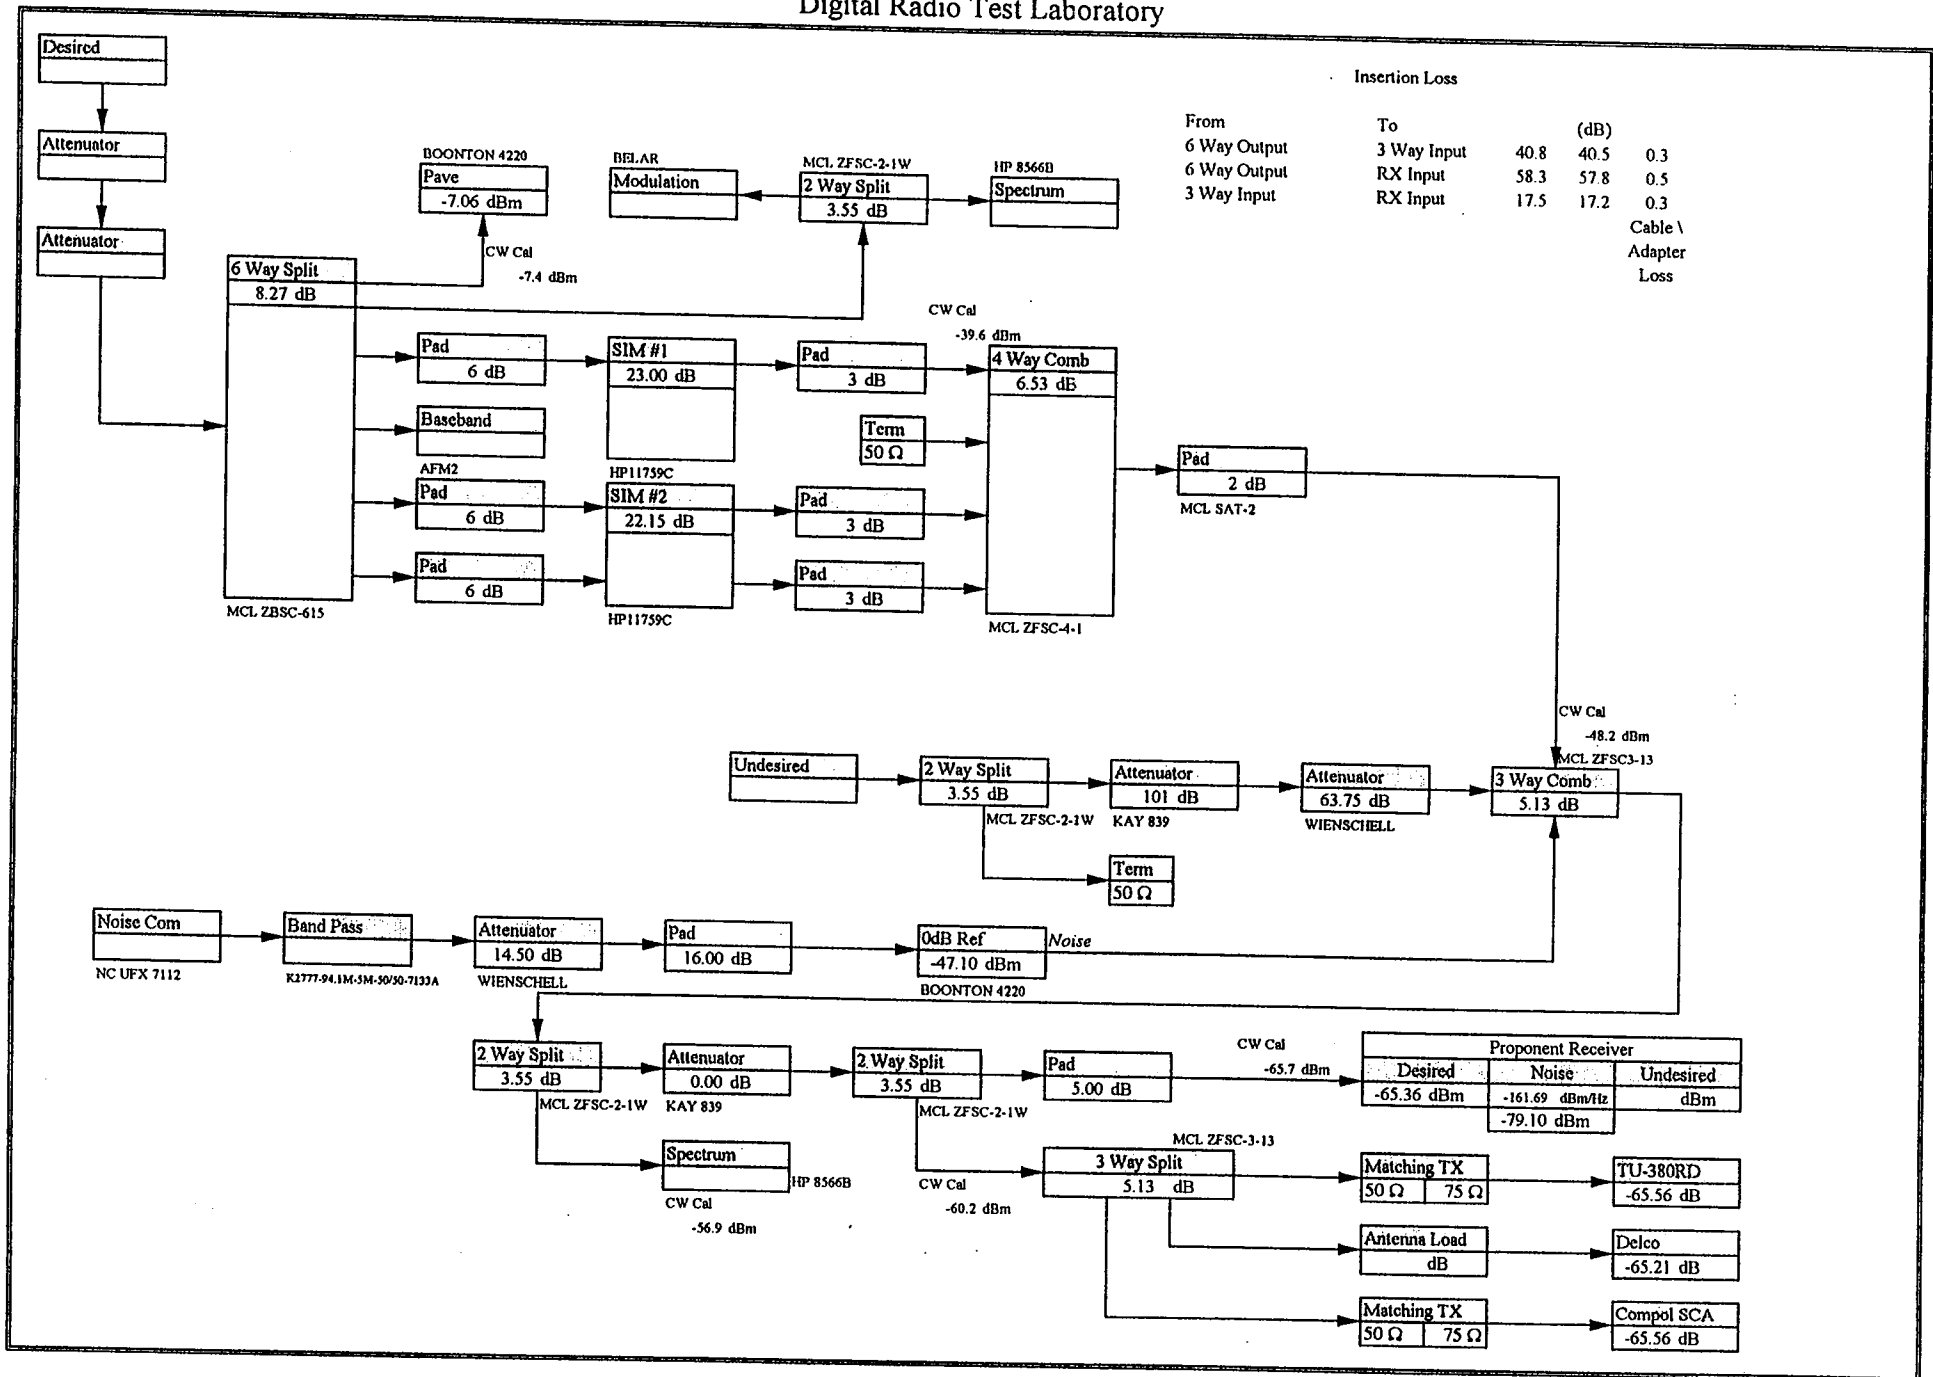 Digital Radio Test Laboratory
Desired
Attenuator
Attenuator
Insertion Loss
From To (dB)
6 Way Output 3 Way Input 40.8 40.5 0.3
6 Way Output RX Input 58.3 57.8 0.5
3 Way Input RX Input 17.5 17.2 0.3
Cable \
Adapter
Loss
BOONTON 4220
Pave
-7.06 dBm
CW Cal
-7.4 dBm
BELAR
Modulation
MCL ZFSC-2-1W
2 Way Split
3.55 dB
HP 8566B
Spectrum
6 Way Split
8.27 dB
MCL ZBSC-615
Pad
6 dB
SIM #1
23.00 dB
HP11759C
Pad
3 dB
CW Cal
-39.6 dBm
4 Way Comb
6.53 dB
MCL ZFSC-4-1
Baseband
AFM2
Term
50 Ω
Pad
6 dB
SIM #2
22.15 dB
HP11759C
Pad
3 dB
Pad
6 dB
Pad
3 dB
Pad
2 dB
MCL SAT-2
CW Cal
-48.2 dBm
MCL ZFSC3-13
3 Way Comb
5.13 dB
Undesired
2 Way Split
3.55 dB
MCL ZFSC-2-1W
Attenuator
101 dB
KAY 839
Attenuator
63.75 dB
WIENSCHELL
Term
50 Ω
Noise Com
NC UFX 7112
Band Pass
K2777-94.1M-5M-50/50-7133A
Attenuator
14.50 dB
WIENSCHELL
Pad
16.00 dB
0dB Ref
-47.10 dBm
BOONTON 4220
Noise
2 Way Split
3.55 dB
MCL ZFSC-2-1W
Attenuator
0.00 dB
KAY 839
2 Way Split
3.55 dB
MCL ZFSC-2-1W
Pad
5.00 dB
CW Cal
-65.7 dBm
Proponent Receiver
Desired Noise Undesired
-65.36 dBm -161.69 dBm/Hz dBm
-79.10 dBm
Spectrum
HP 8566B
CW Cal
-56.9 dBm
CW Cal
-60.2 dBm
MCL ZFSC-3-13
3 Way Split
5.13 dB
Matching TX
50 Ω 75 Ω
TU-380RD
-65.56 dB
Antenna Load
dB
Delco
-65.21 dB
Matching TX
50 Ω 75 Ω
Compol SCA
-65.56 dB